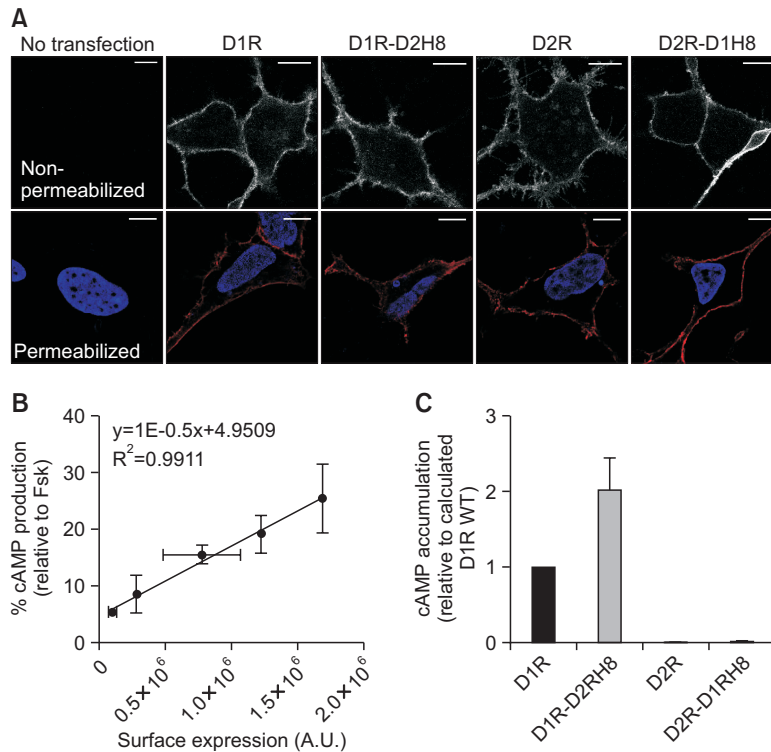 A
No transfection
D1R
D1R-D2H8
D2R
D2R-D1H8
Non-
permeabilized
Permeabilized
B
% cAMP production
(relative to Fsk)
40
30
20
10
0
y=1E-0.5x+4.9509
R²=0.9911
0
0.5×10⁶
1.0×10⁶
1.5×10⁶
2.0×10⁶
Surface expression (A.U.)
C
cAMP accumulation
(relative to calculated
D1R WT)
3
2
1
0
D1R
D1R-D2RH8
D2R
D2R-D1RH8